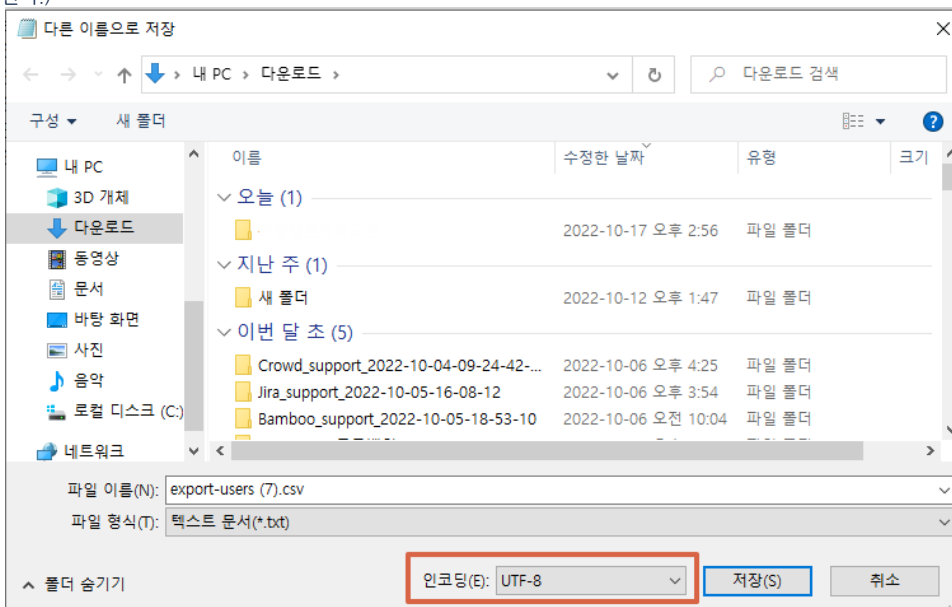 다른 이름으로 저장
내 PC > 다운로드 >
다운로드 검색
구성
새 폴더
이름 수정한 날짜 유형 크기
내 PC
3D 개체
다운로드
동영상
문서
바탕 화면
사진
음악
로컬 디스크 (C:)
네트워크
오늘 (1)
2022-10-17 오후 2:56 파일 폴더
지난 주 (1)
새 폴더 2022-10-12 오후 1:47 파일 폴더
이번 달 초 (5)
Crowd_support_2022-10-04-09-24-42-... 2022-10-06 오후 4:25 파일 폴더
Jira_support_2022-10-05-16-08-12 2022-10-06 오후 3:54 파일 폴더
Bamboo_support_2022-10-05-18-53-10 2022-10-06 오전 10:04 파일 폴더
파일 이름(N): export-users (7).csv
파일 형식(T): 텍스트 문서(*.txt)
폴더 숨기기
인코딩(E): UTF-8
저장(S)
취소